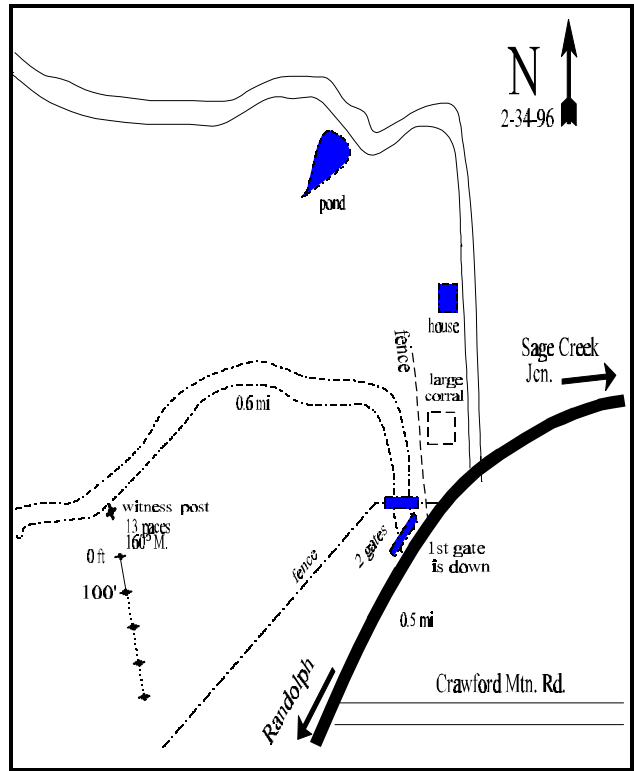 N
2-34-96
pond
house
fence
Sage Creek
Jcn.
large
corral
0.6 mi
witness post
13 paces
160° M.
0 ft
100'
fence
2 gates
1st gate
is down
0.5 mi
Randolph
Crawford Mtn. Rd.